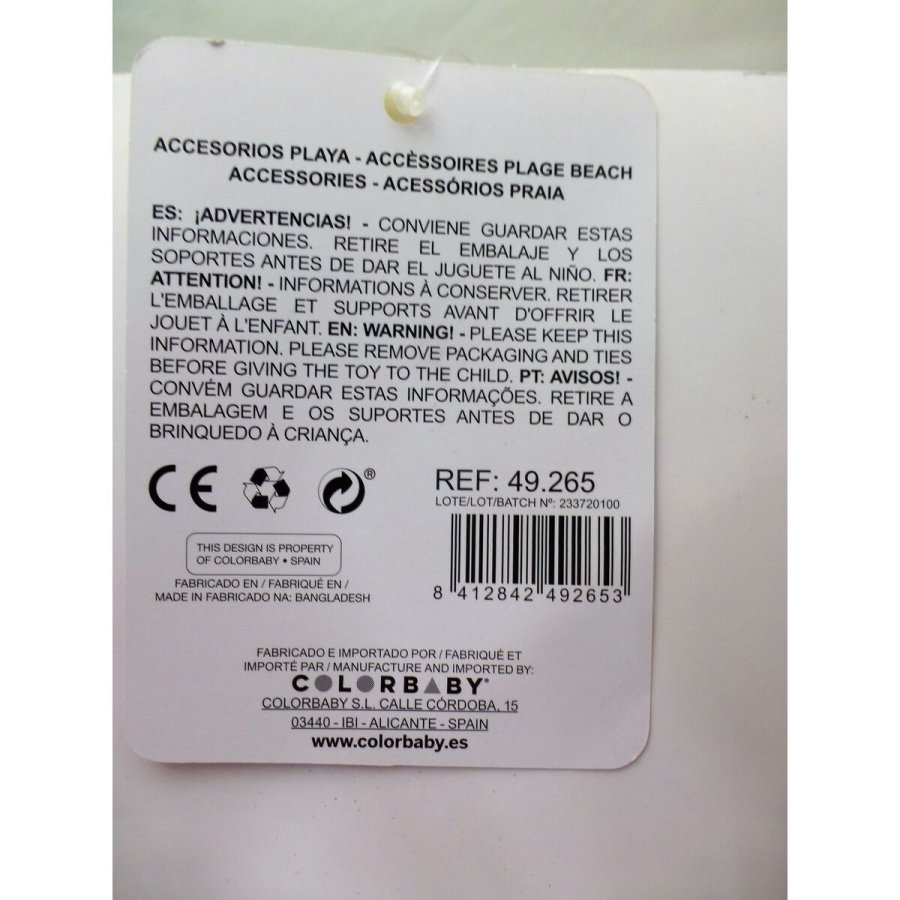 ACCESORIOS PLAYA - ACCÈSSOIRES PLAGE BEACH
ACCESSORIES - ACESSÓRIOS PRAIA
ES: ¡ADVERTENCIAS! - CONVIENE GUARDAR ESTAS
INFORMACIONES. RETIRE EL EMBALAJE Y LOS
SOPORTES ANTES DE DAR EL JUGUETE AL NIÑO. FR:
ATTENTION! - INFORMATIONS À CONSERVER. RETIRER
L'EMBALLAGE ET SUPPORTS AVANT D'OFFRIR LE
JOUET À L'ENFANT. EN: WARNING! - PLEASE KEEP THIS
INFORMATION. PLEASE REMOVE PACKAGING AND TIES
BEFORE GIVING THE TOY TO THE CHILD. PT: AVISOS! -
CONVÉM GUARDAR ESTAS INFORMAÇÕES. RETIRE A
EMBALAGEM E OS SUPORTES ANTES DE DAR O
BRINQUEDO À CRIANÇA.
CE ®
REF: 49.265
LOTE/LOT/BATCH Nº: 233720100
THIS DESIGN IS PROPERTY
OF COLORBABY • SPAIN
FABRICADO EN / FABRIQUÉ EN /
MADE IN FABRICADO NA: BANGLADESH
8 412842 492653
FABRICADO E IMPORTADO POR / FABRIQUÉ ET
IMPORTÉ PAR / MANUFACTURE AND IMPORTED BY:
COLORBABY®
COLORBABY S.L. CALLE CÓRDOBA, 15
03440 - IBI - ALICANTE - SPAIN
www.colorbaby.es